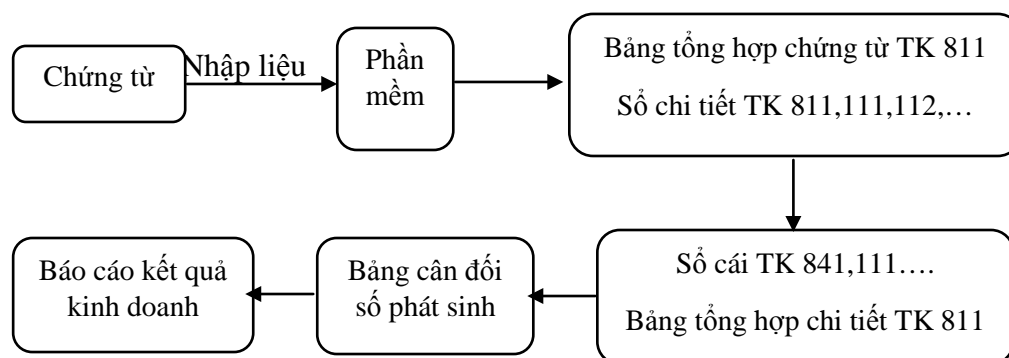 Chứng từ
Nhập liệu
Phần
mềm
Bảng tổng hợp chứng từ TK 811
Sổ chi tiết TK 811,111,112,…
Sổ cái TK 841,111….
Bảng tổng hợp chi tiết TK 811
Bảng cân đối
số phát sinh
Báo cáo kết quả
kinh doanh